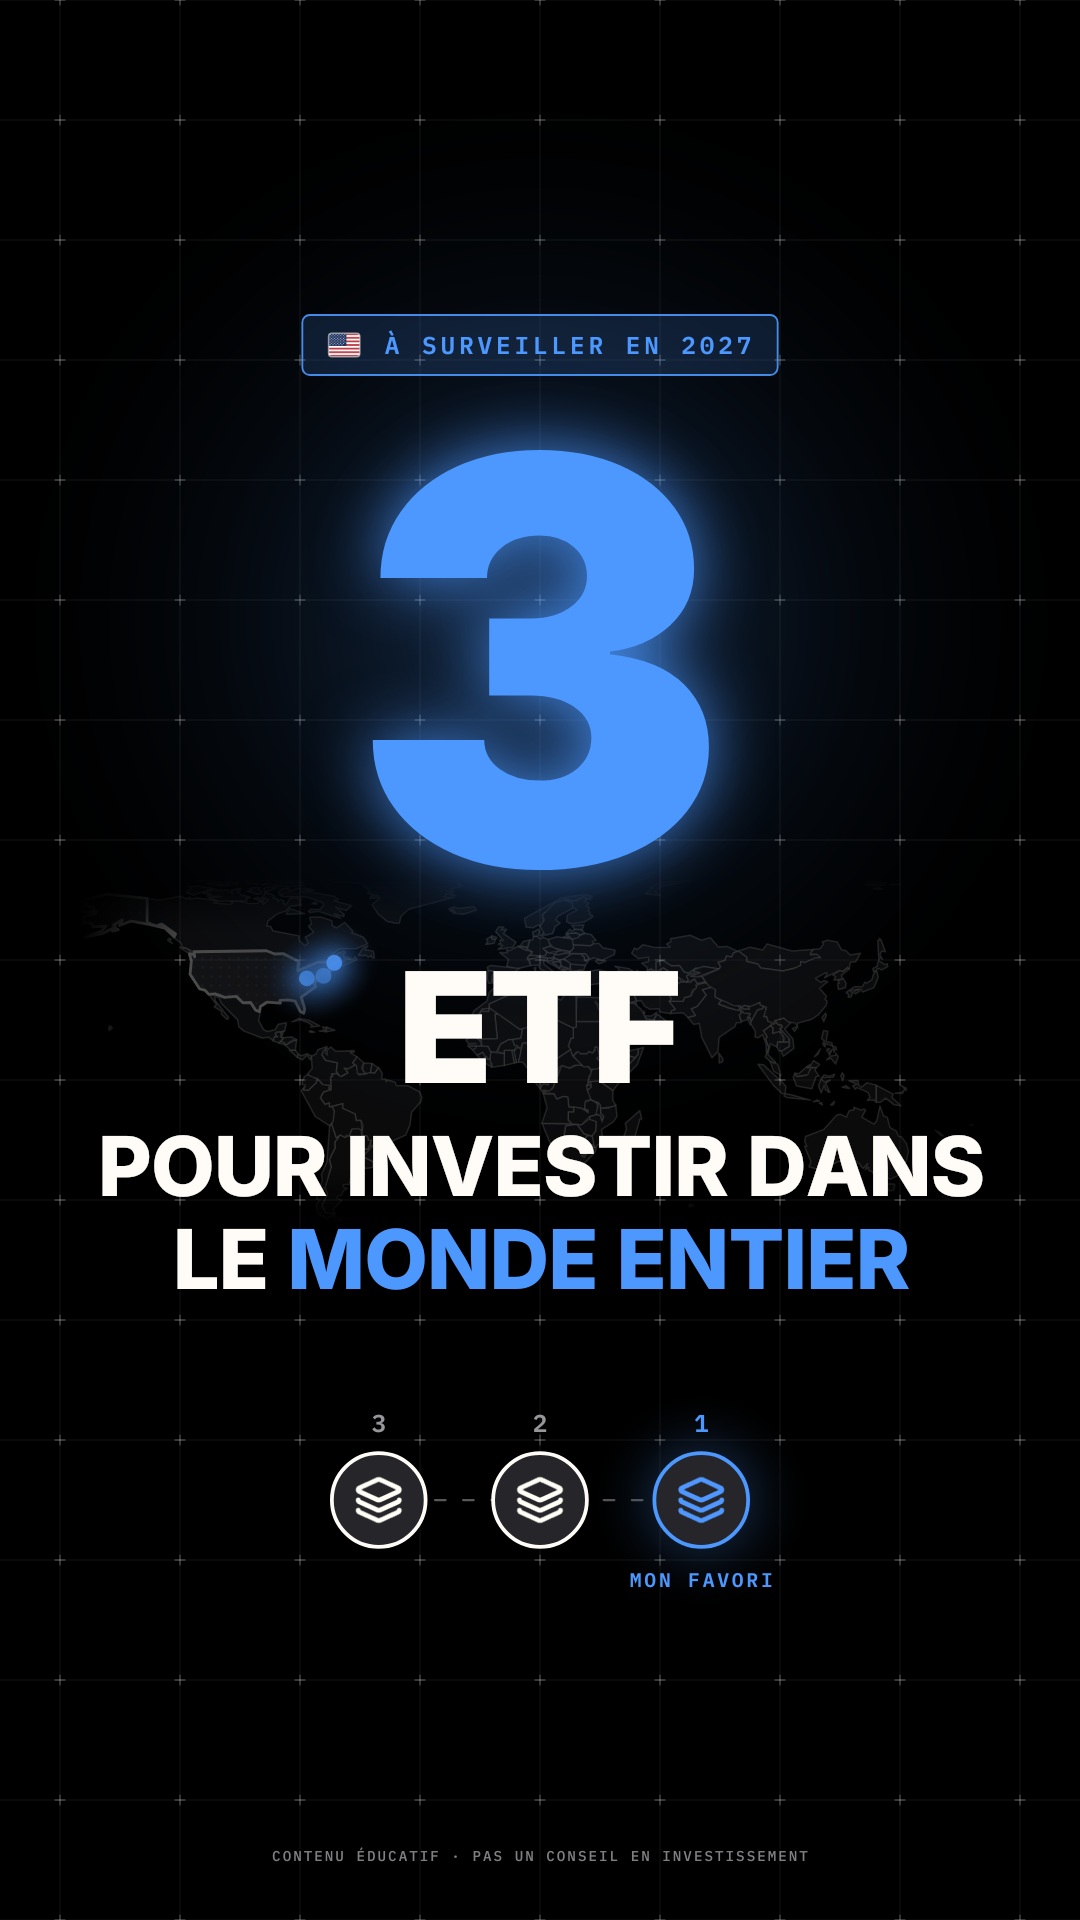 À SURVEILLER EN 2027
3
ETF
POUR INVESTIR DANS
LE MONDE ENTIER
3 2 1
MON FAVORI
CONTENU ÉDUCATIF · PAS UN CONSEIL EN INVESTISSEMENT